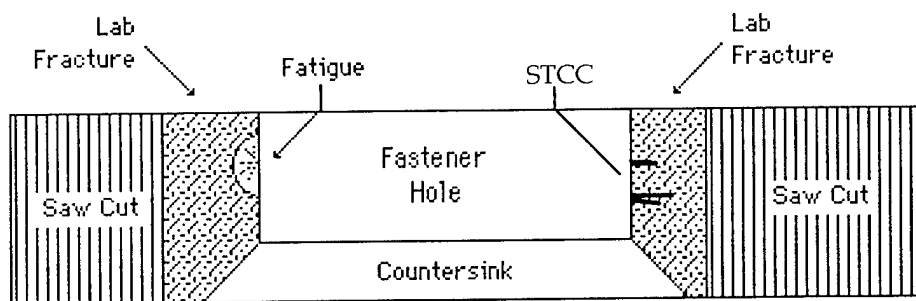 Lab
Fracture
Fatigue
STCC
Lab
Fracture
Fastener
Hole
Saw Cut
Saw Cut
Countersink